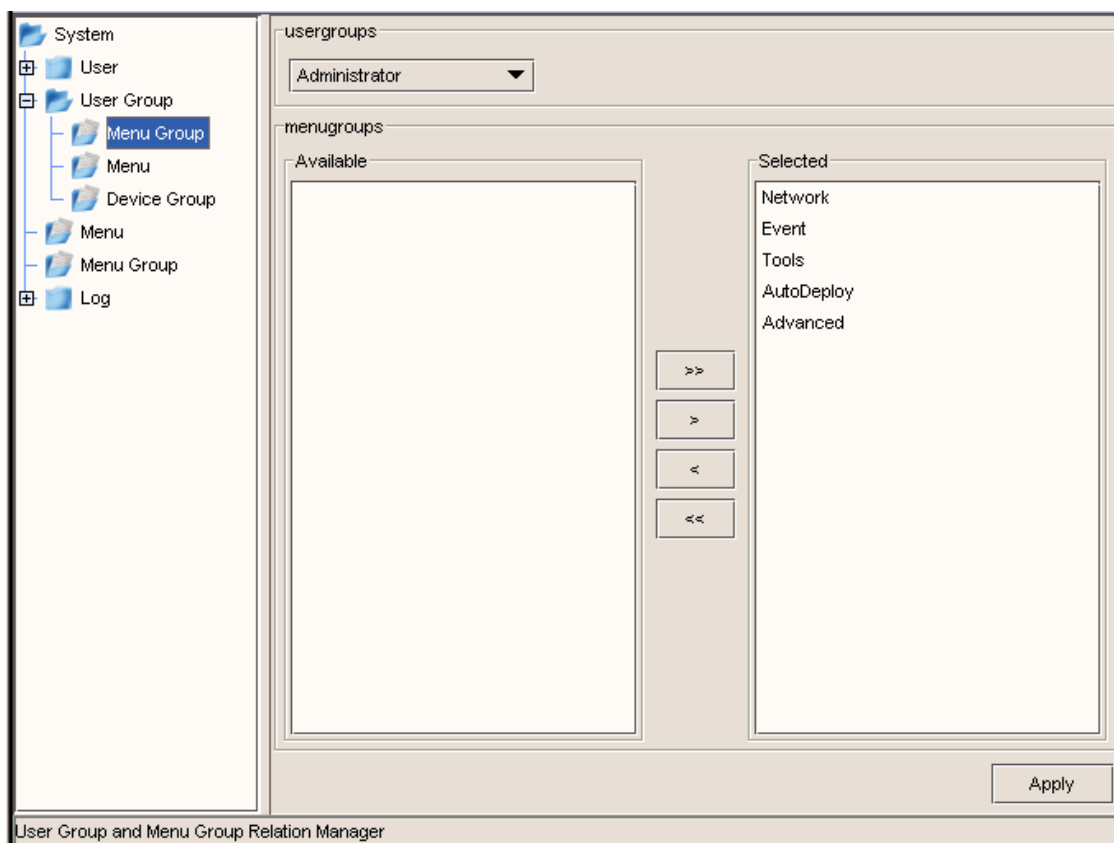 System
User
User Group
Menu Group
Menu
Device Group
Menu
Menu Group
Log
usergroups
Administrator
menugroups
Available
Selected
Network
Event
Tools
AutoDeploy
Advanced
>>
>
<
<<
Apply
User Group and Menu Group Relation Manager